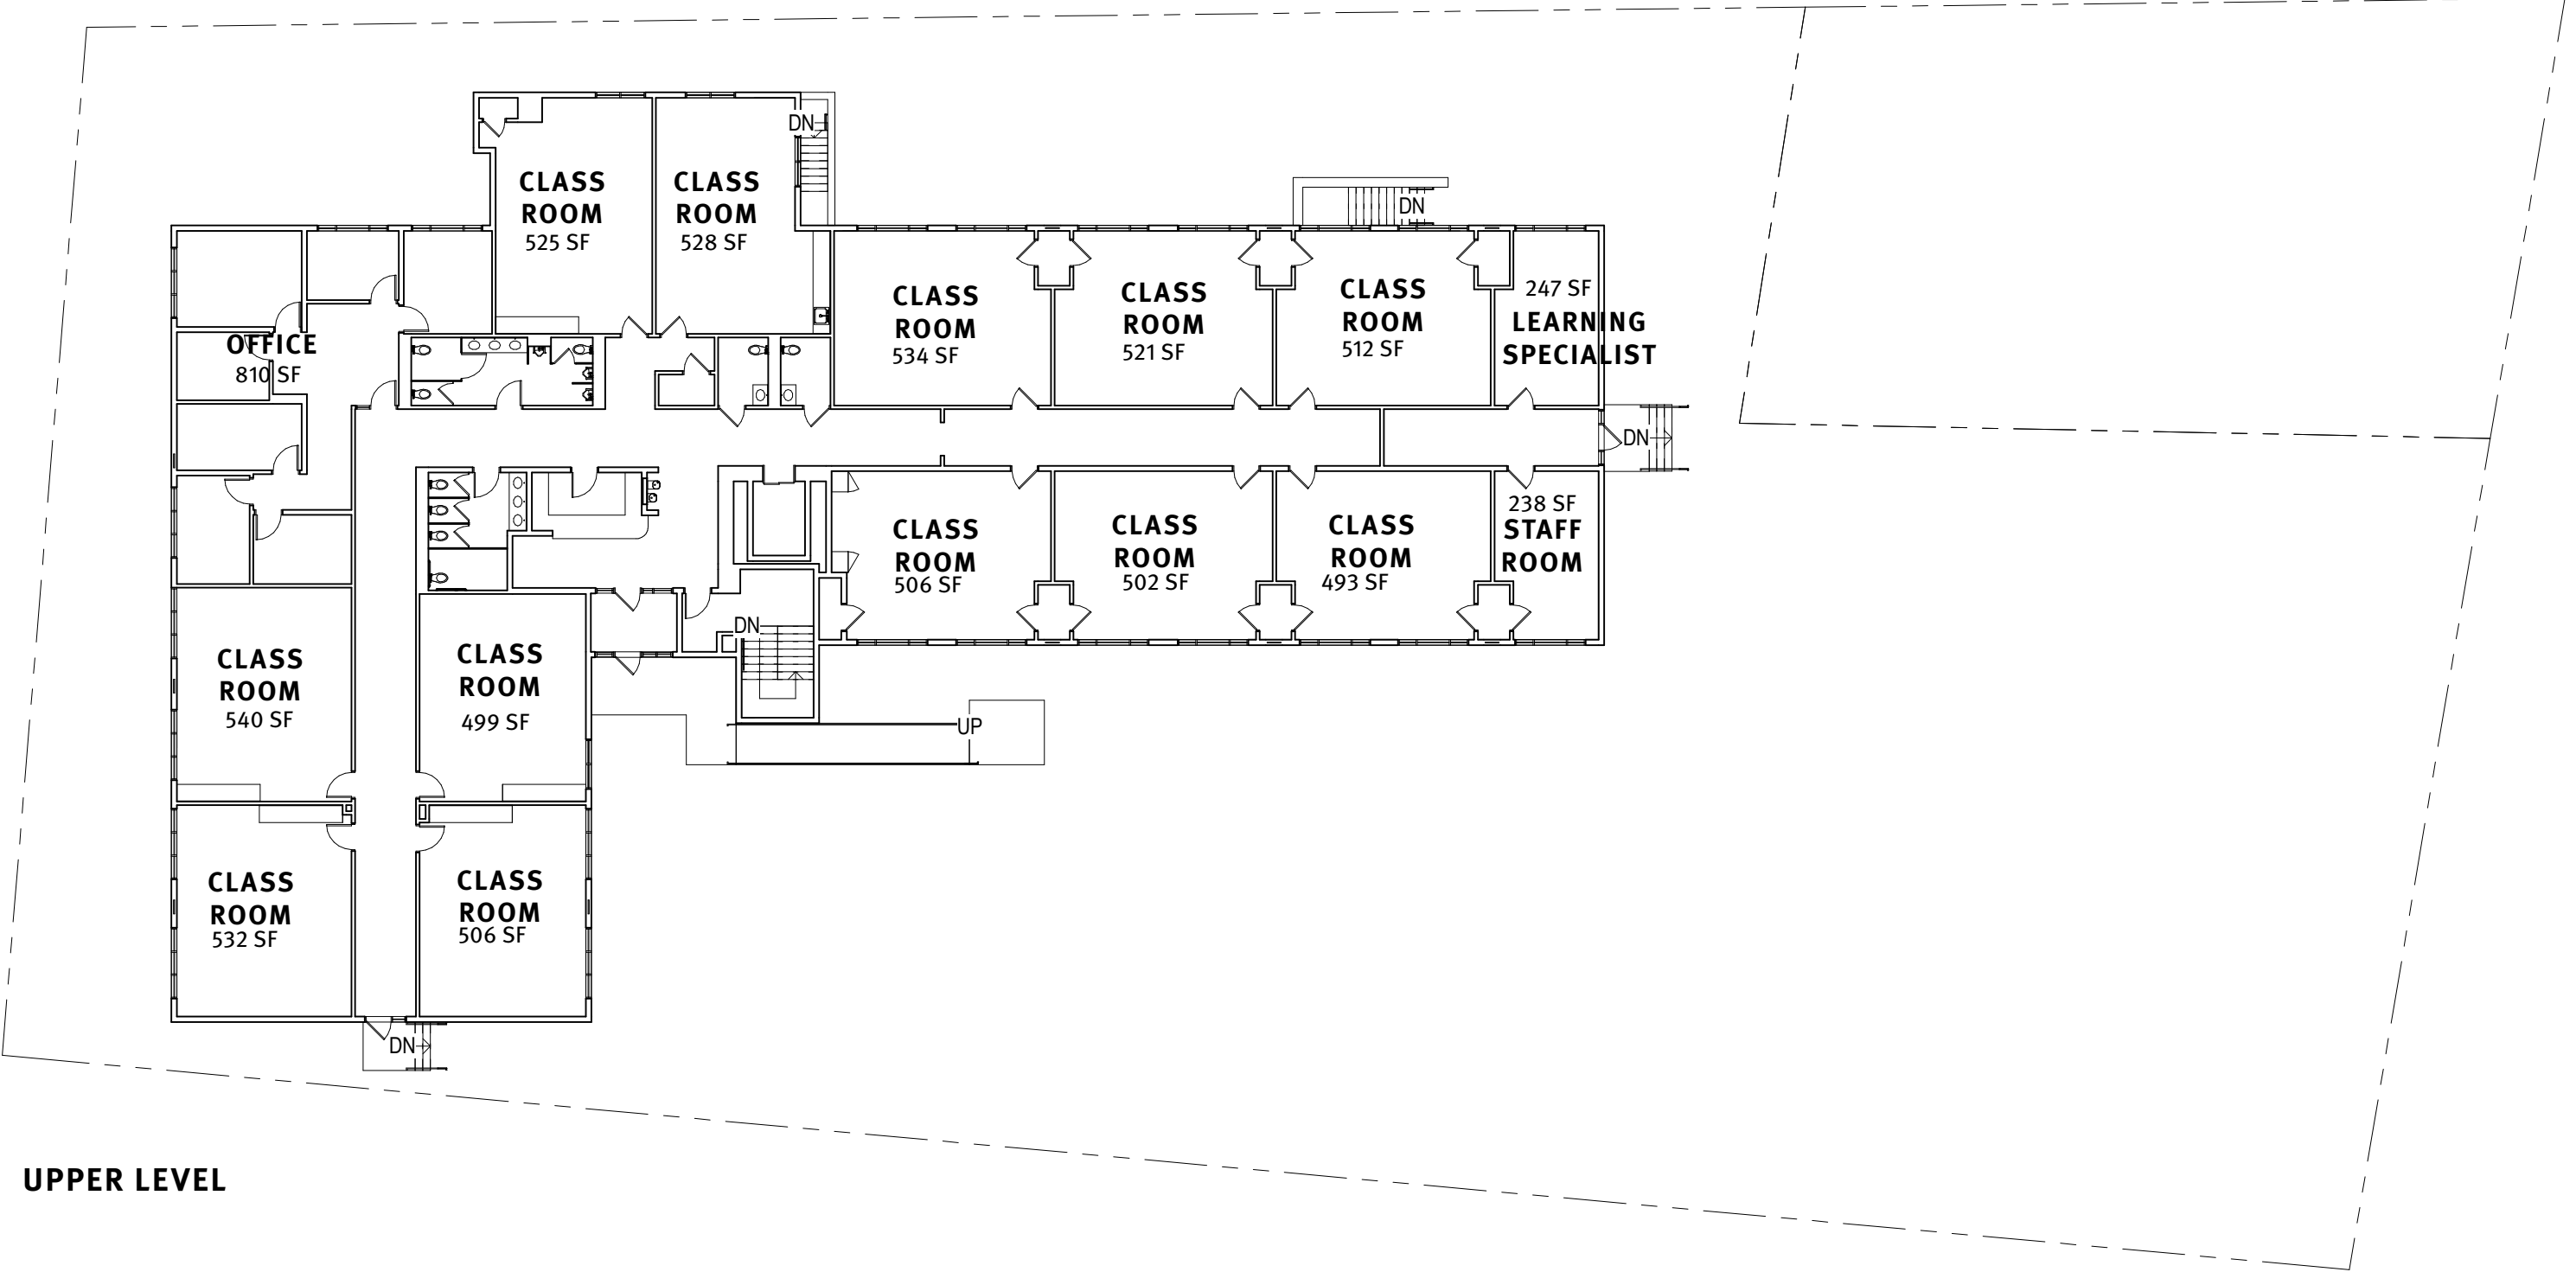 DN
CLASS
ROOM
525 SF
CLASS
ROOM
528 SF
DN
OFFICE
810 SF
CLASS
ROOM
534 SF
CLASS
ROOM
521 SF
CLASS
ROOM
512 SF
247 SF
LEARNING
SPECIALIST
DN
CLASS
ROOM
506 SF
CLASS
ROOM
502 SF
CLASS
ROOM
493 SF
238 SF
STAFF
ROOM
DN
CLASS
ROOM
540 SF
CLASS
ROOM
499 SF
UP
CLASS
ROOM
532 SF
CLASS
ROOM
506 SF
DN
UPPER LEVEL